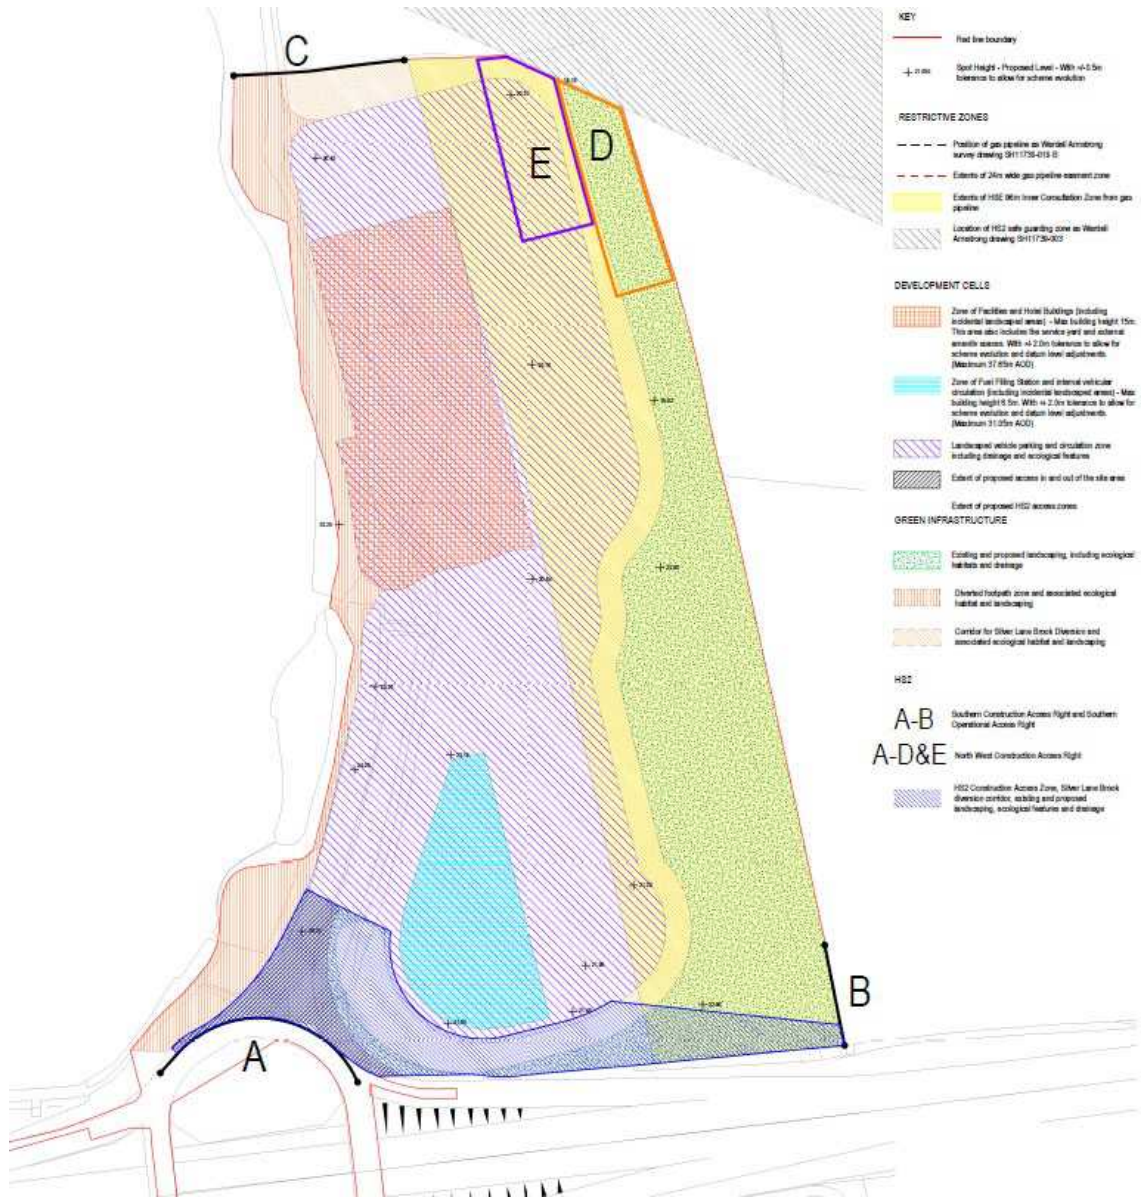 C
D
E
A
B
KEY
Red line boundary
Spot Height - Proposed Level - With +/-0.5m
tolerance to allow for scheme evolution
RESTRICTIVE ZONES
Position of gas pipeline as Wardell Armstrong
survey drawing
Extents of 24m wide gas pipeline easement zone
Extents of HSE Inner Consultation Zone from gas
pipeline
Location of HS2 safe guarding zone as Wardell
Armstrong drawing
DEVELOPMENT CELLS
Zone of Facilities and Hotel Buildings (including
incidental landscaped areas) - Max building height 15m.
This area also includes the service yard and external
amenity spaces. With +/-2.0m tolerance to allow for
scheme evolution and datum level adjustments.
(Maximum AOD)
Zone of Fuel Filling Station and internal vehicular
circulation (including incidental landscaped areas) - Max
building height With +/- 2.0m tolerance to allow for
scheme evolution and datum level adjustments.
(Maximum AOD)
Landscaped vehicle parking and circulation zone
including drainage and ecological features
Extent of proposed access in and out of the site area
Extent of proposed HS2 access zones
GREEN INFRASTRUCTURE
Existing and proposed landscaping, including ecological
habitats and drainage
Diverted footpath zone and associated ecological
habitat and landscaping
Corridor for Silver Lane Brook Diversion and
associated ecological habitat and landscaping
HS2
A-B
Southern Construction Access Right and Southern
Operational Access Right
A-D&E
North West Construction Access Right
HS2 Construction Access Zone, Silver Lane Brook
diversion corridor, existing and proposed
landscaping, ecological features and drainage